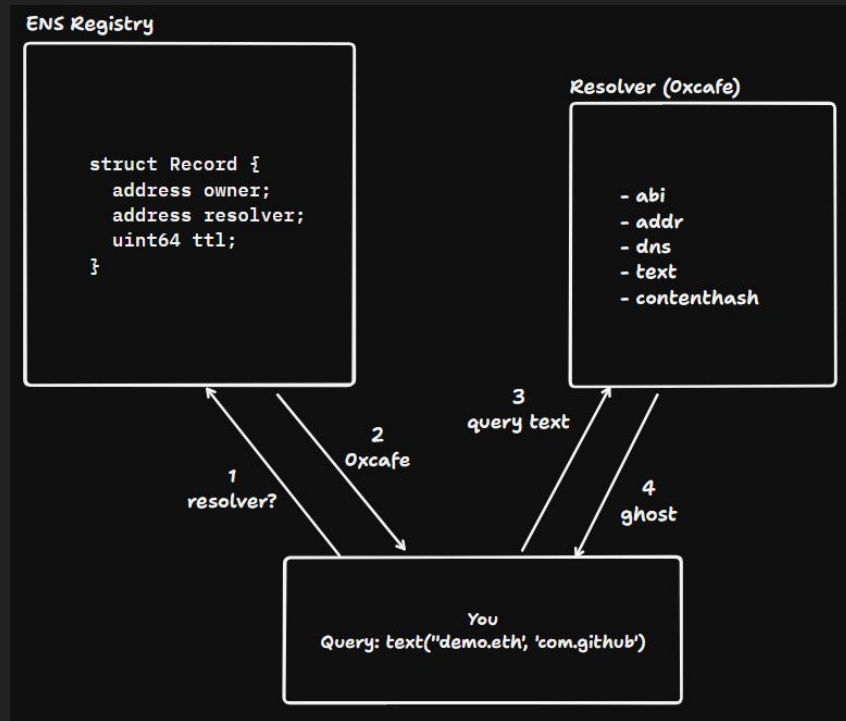 ENS Registry
struct Record {
address owner;
address resolver;
uint64 ttl;
}
Resolver (0xcafe)
- abi
- addr
- dns
- text
- contenthash
1
resolver?
2
0xcafe
3
query text
4
ghost
You
Query: text("demo.eth', 'com.github')